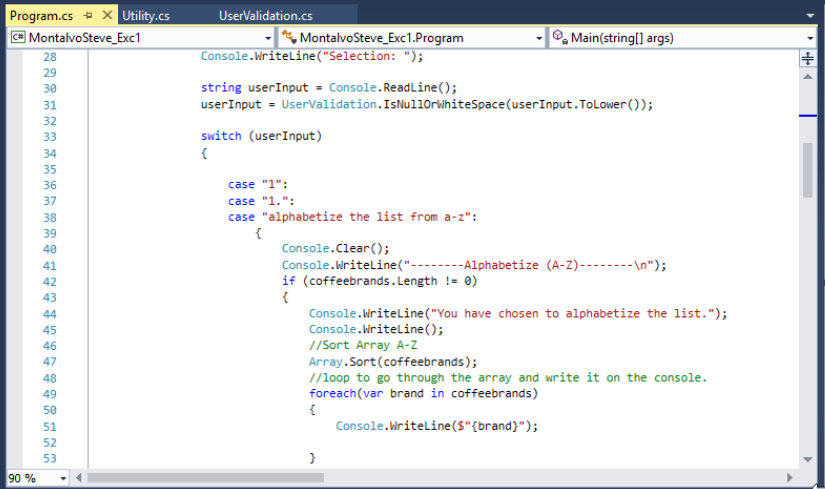 Program.cs Utility.cs UserValidation.cs
C# MontalvoSteve_Exc1 MontalvoSteve_Exc1.Program Main(string[] args)
28 Console.WriteLine("Selection: ");
29
30 string userInput = Console.ReadLine();
31 userInput = UserValidation.IsNullOrWhiteSpace(userInput.ToLower());
32
33 switch (userInput)
34 {
35
36 case "1":
37 case "1.":
38 case "alphabetize the list from a-z":
39 {
40 Console.Clear();
41 Console.WriteLine("--------Alphabetize (A-Z)--------\n");
42 if (coffeebrands.Length != 0)
43 {
44 Console.WriteLine("You have chosen to alphabetize the list.");
45 Console.WriteLine();
46 //Sort Array A-Z
47 Array.Sort(coffeebrands);
48 //loop to go through the array and write it on the console.
49 foreach(var brand in coffeebrands)
50 {
51 Console.WriteLine($"{brand}");
52
53 }
90 %